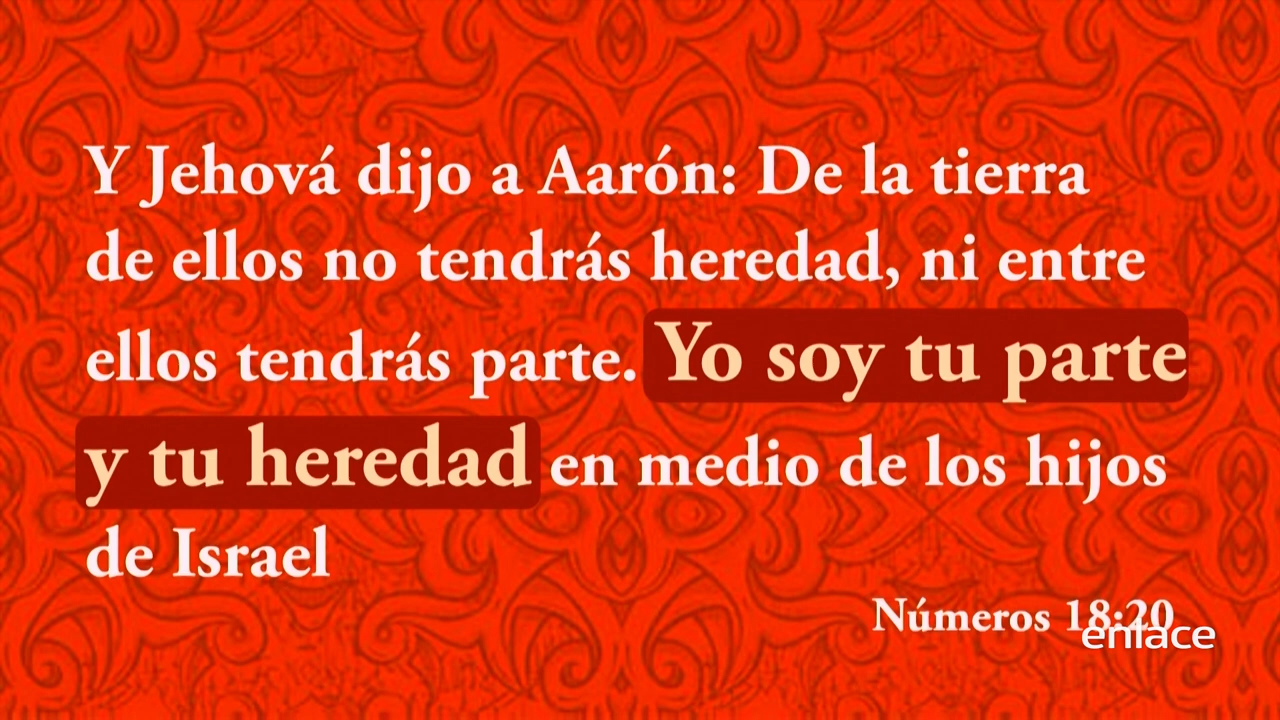 Y Jehová dijo a Aarón: De la tierra
de ellos no tendrás heredad, ni entre
ellos tendrás parte. Yo soy tu parte
y tu heredad en medio de los hijos
de Israel
Números 18:20
enlace